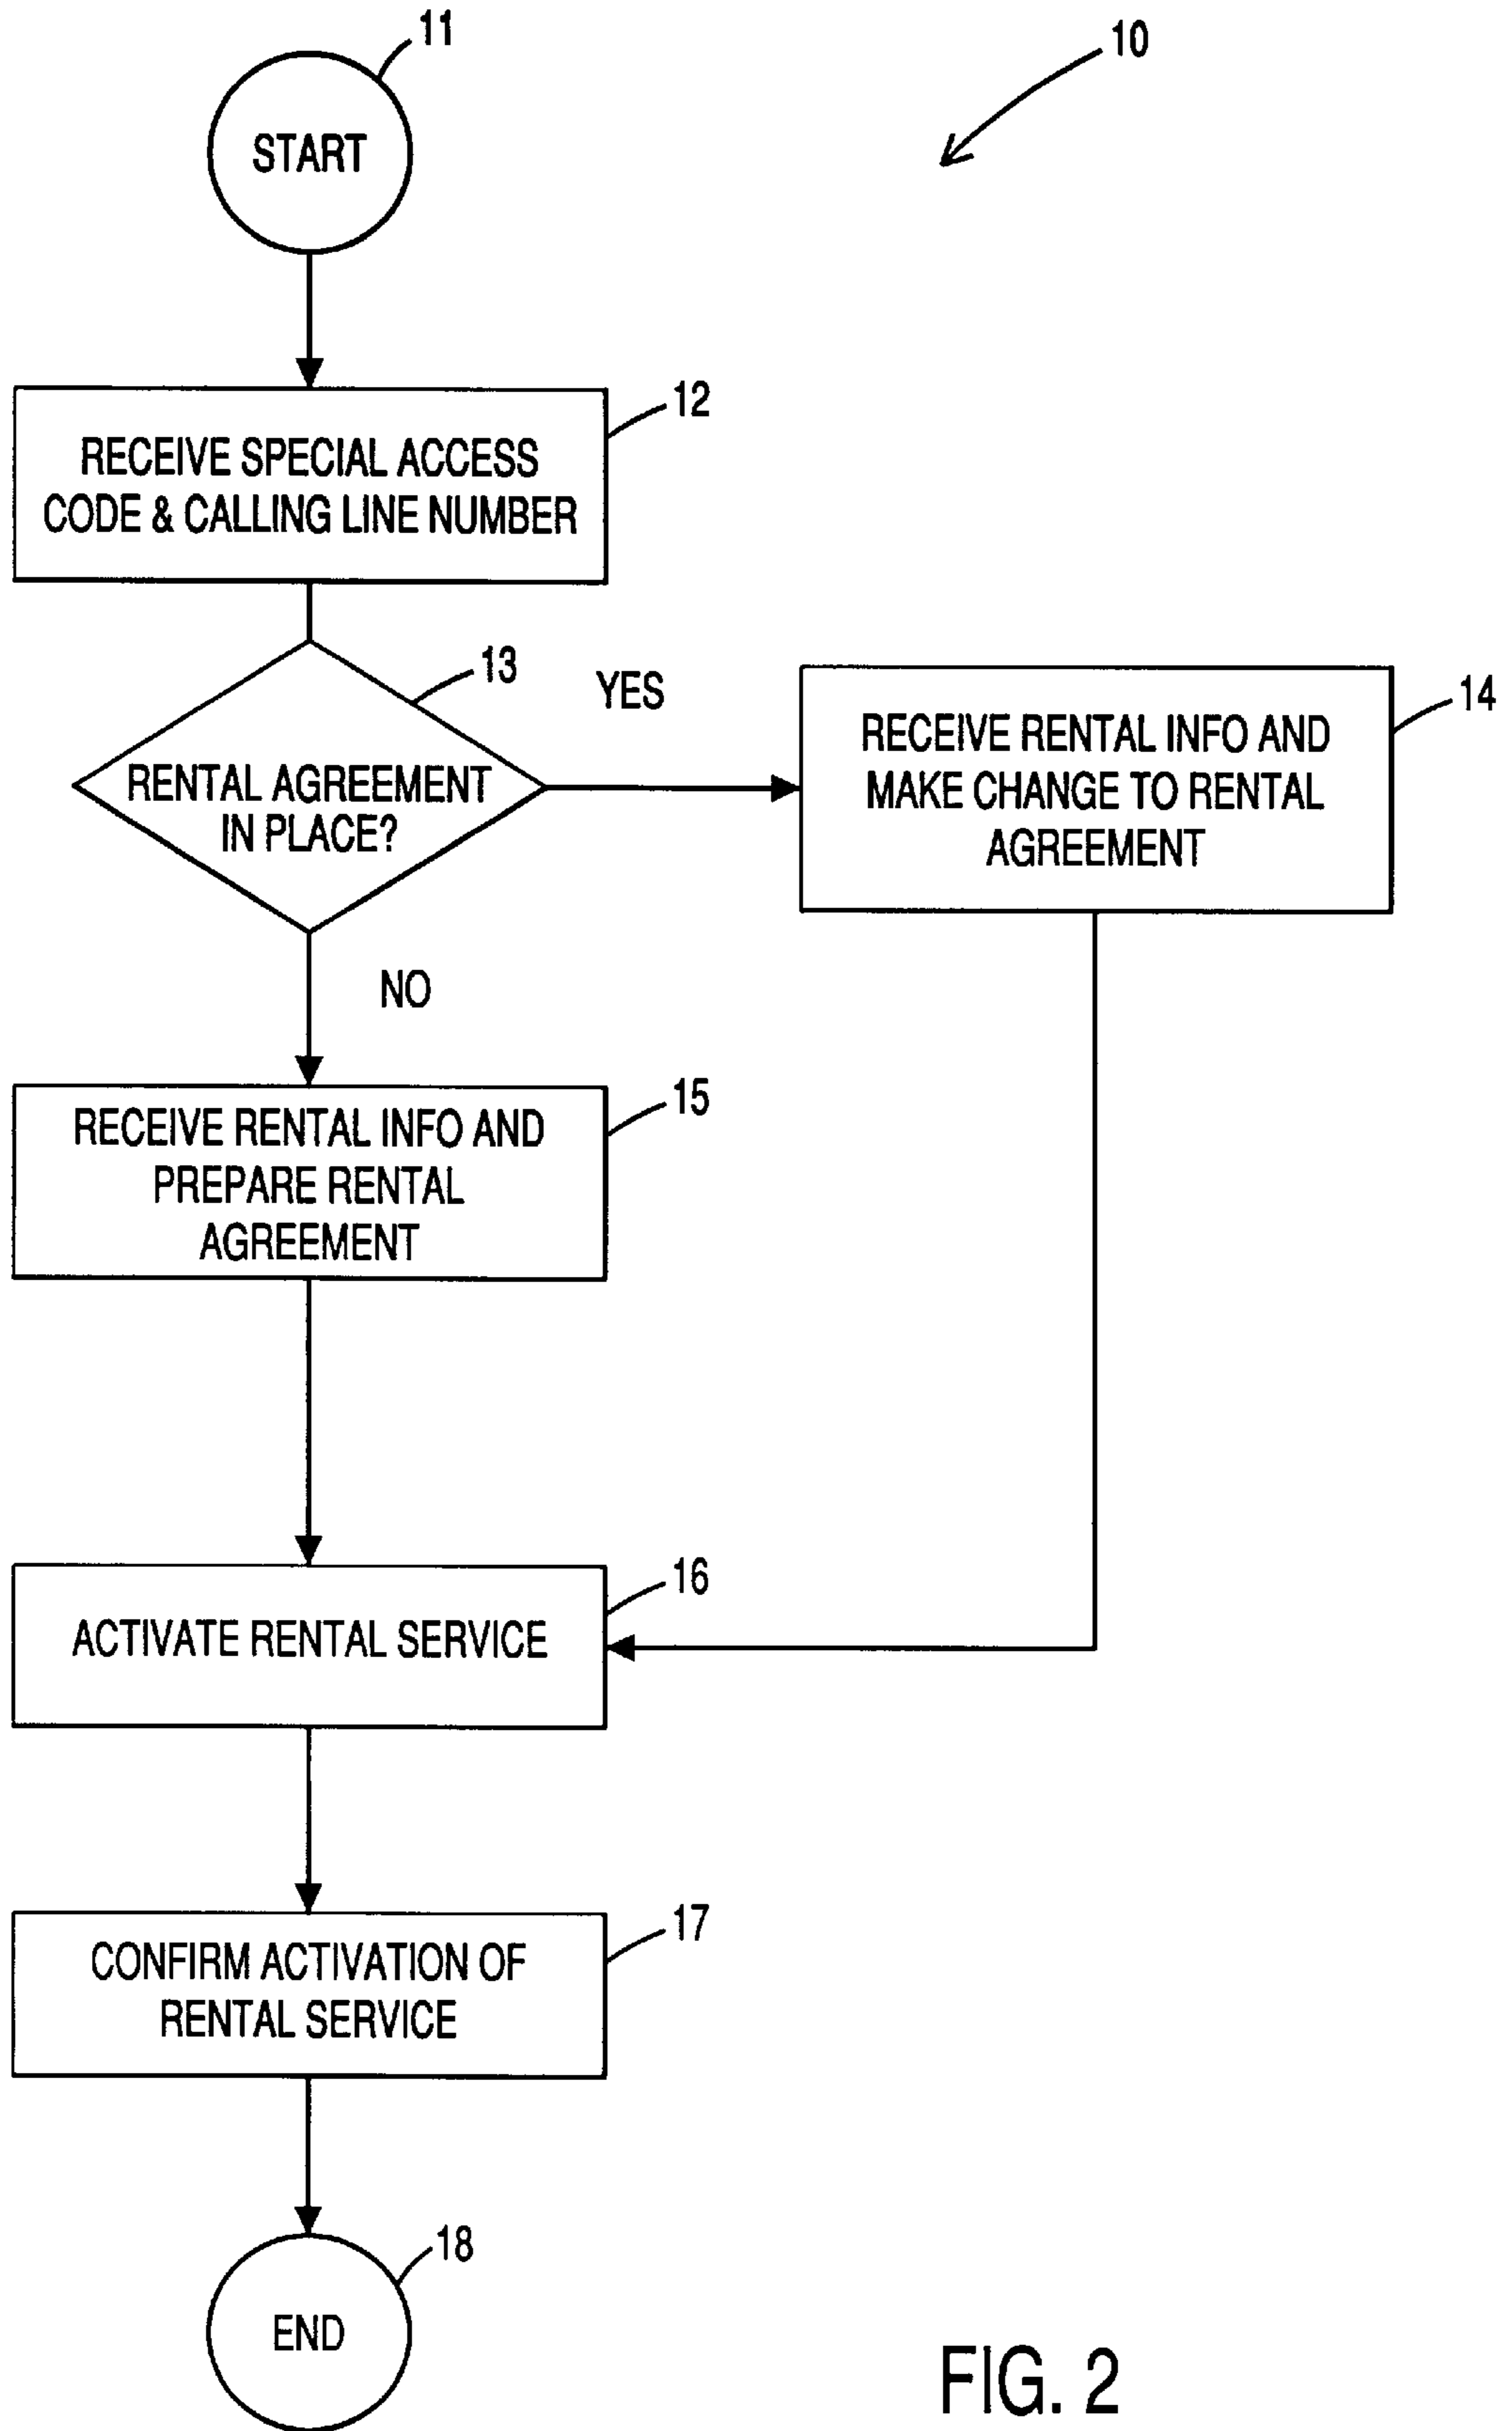 11
10
START
12
RECEIVE SPECIAL ACCESS
CODE & CALLING LINE NUMBER
13
YES
14
RENTAL AGREEMENT
IN PLACE?
RECEIVE RENTAL INFO AND
MAKE CHANGE TO RENTAL
AGREEMENT
NO
15
RECEIVE RENTAL INFO AND
PREPARE RENTAL
AGREEMENT
16
ACTIVATE RENTAL SERVICE
17
CONFIRM ACTIVATION OF
RENTAL SERVICE
18
END
FIG. 2